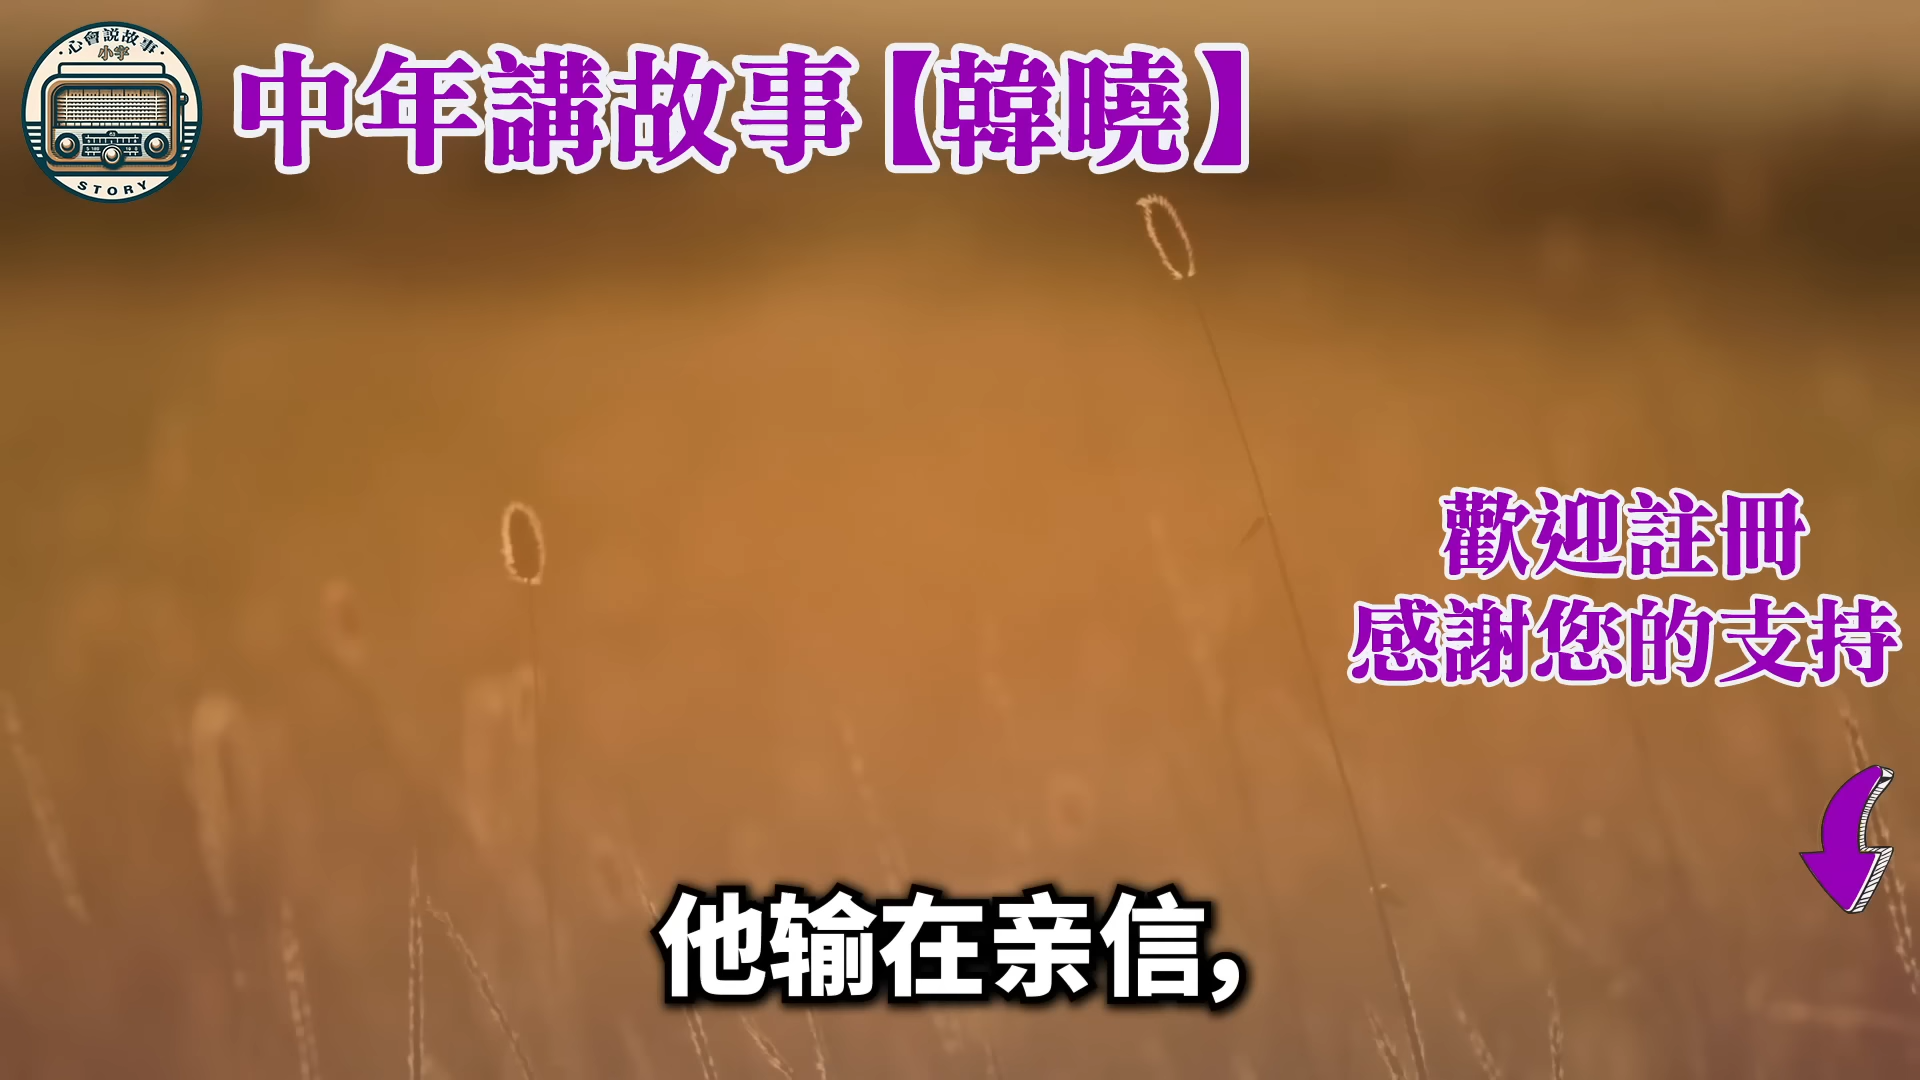 ·心會説故事·
小宇
STORY
中年講故事【韓曉】
歡迎註冊
感謝您的支持
他输在亲信,